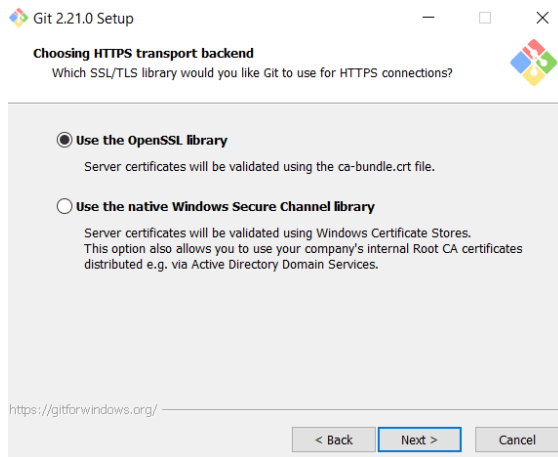 Git 2.21.0 Setup
Choosing HTTPS transport backend
Which SSL/TLS library would you like Git to use for HTTPS connections?
Use the OpenSSL library
Server certificates will be validated using the ca-bundle.crt file.
Use the native Windows Secure Channel library
Server certificates will be validated using Windows Certificate Stores.
This option also allows you to use your company's internal Root CA certificates
distributed e.g. via Active Directory Domain Services.
https://gitforwindows.org/
< Back Next > Cancel